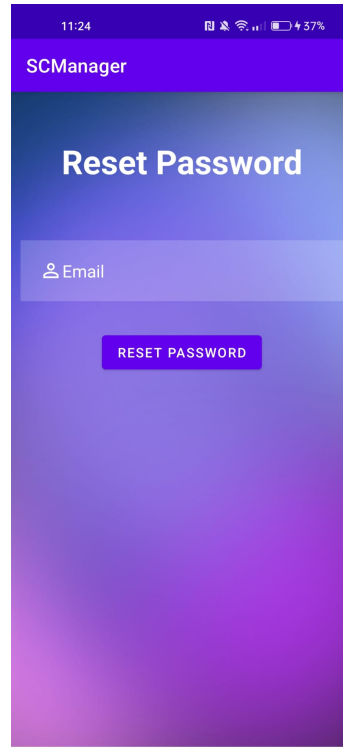 11:24 37%
SCManager
Reset Password
Email
RESET PASSWORD